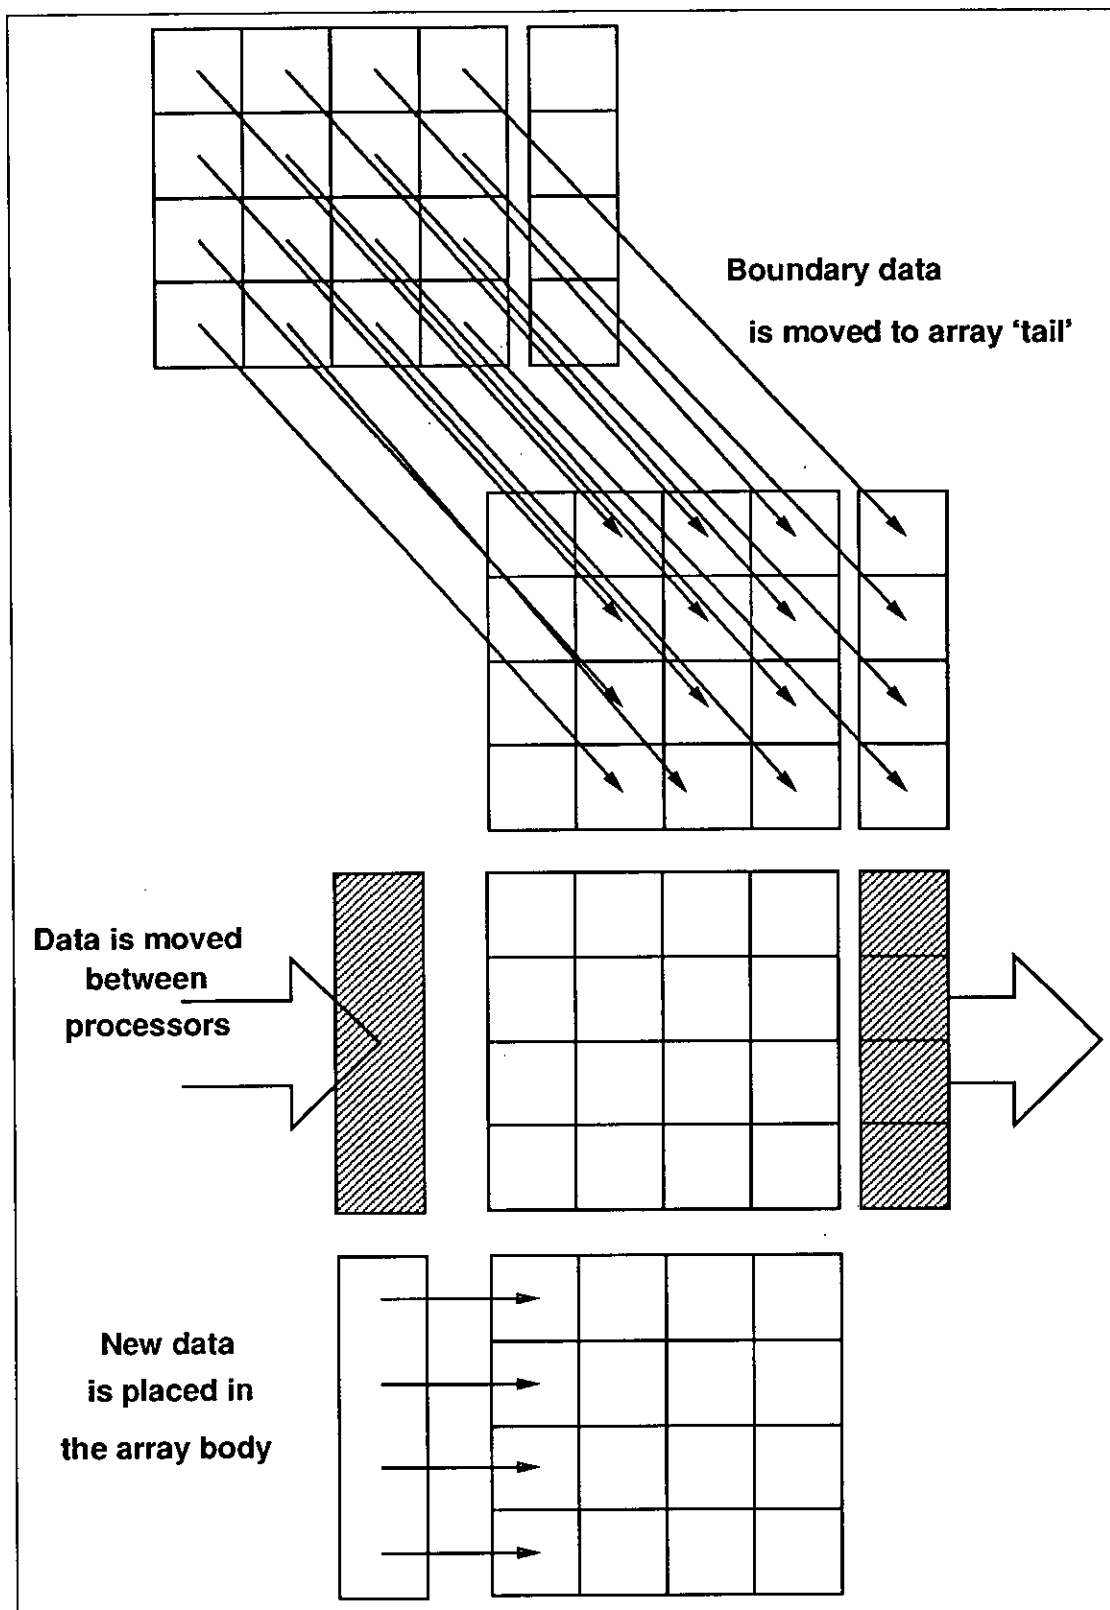 Boundary data
is moved to array ‘tail’
Data is moved
between
processors
New data
is placed in
the array body